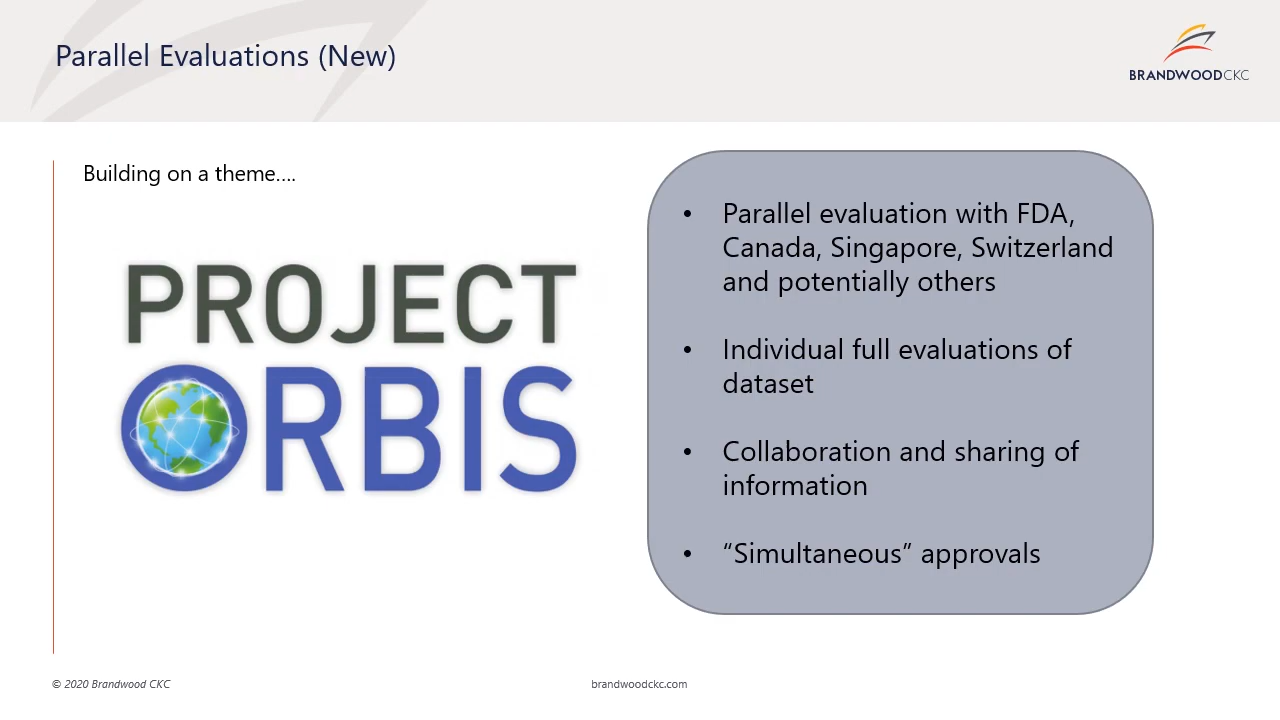 Parallel Evaluations (New)
BRANDWOODCKC
Building on a theme....
PROJECT
ORBIS
• Parallel evaluation with FDA,
Canada, Singapore, Switzerland
and potentially others
• Individual full evaluations of
dataset
• Collaboration and sharing of
information
• “Simultaneous” approvals
© 2020 Brandwood CKC
brandwoodckc.com